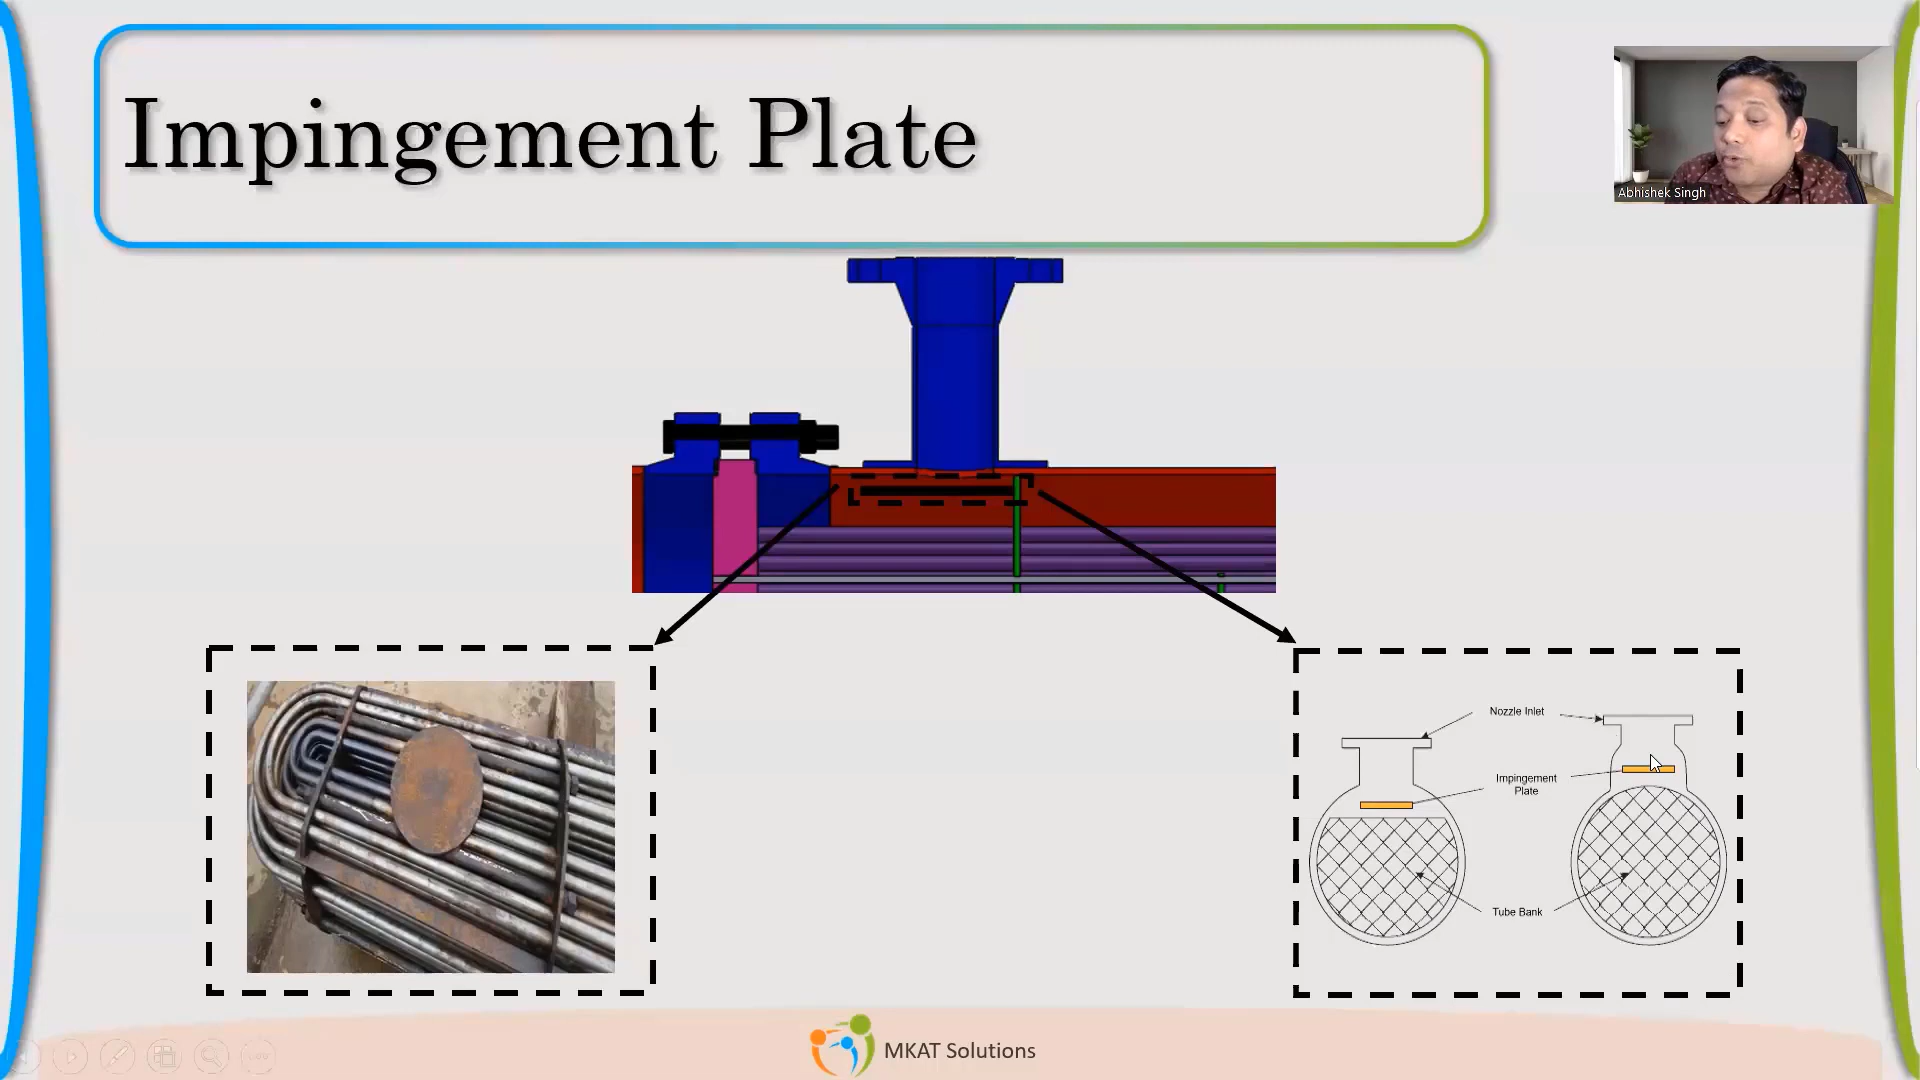 Impingement Plate
Abhishek Singh
Nozzle Inlet
Impingement
Plate
Tube Bank
MKAT Solutions